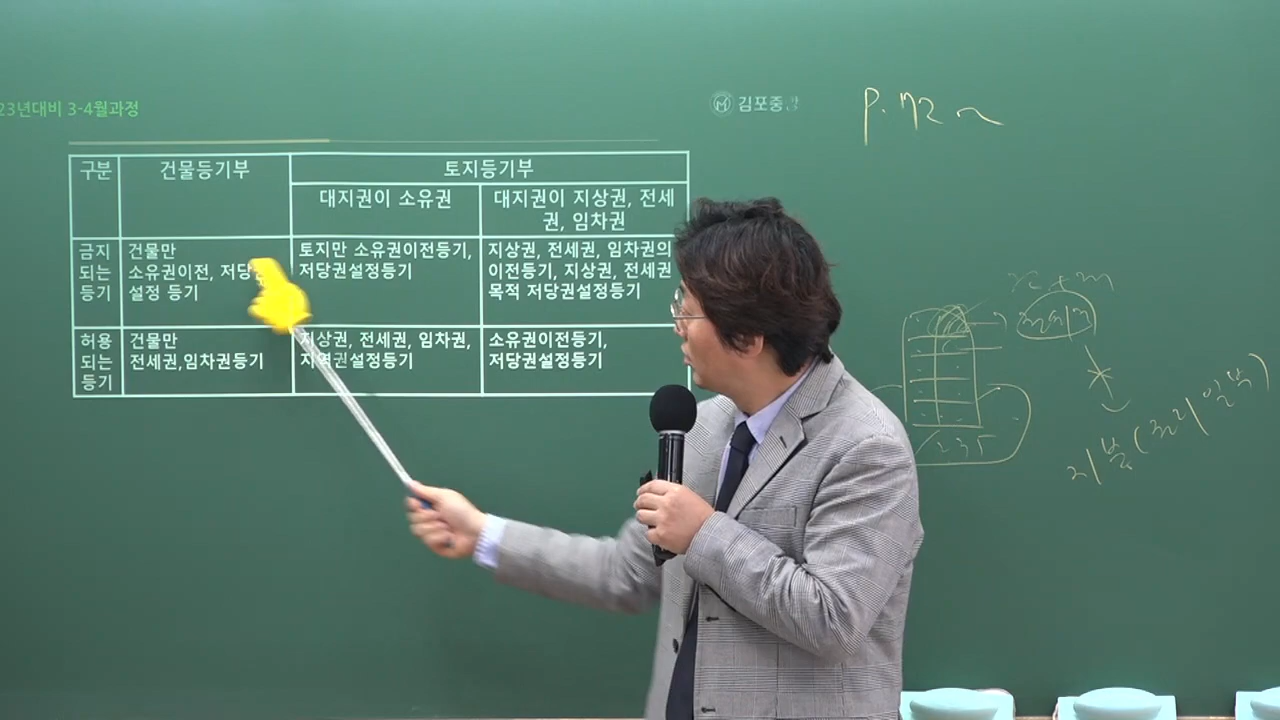 23년대비 3-4월과정
김포중앙
p. 92 ~
구분
건물등기부
토지등기부
대지권이 소유권
대지권이 지상권, 전세
권, 임차권
금지
되는
등기
건물만
소유권이전, 저당
설정 등기
토지만 소유권이전등기,
저당권설정등기
지상권, 전세권, 임차권의
이전등기, 지상권, 전세권
목적 저당권설정등기
허용
되는
등기
건물만
전세권,임차권등기
지상권, 전세권, 임차권,
지역권설정등기
소유권이전등기,
저당권설정등기
235